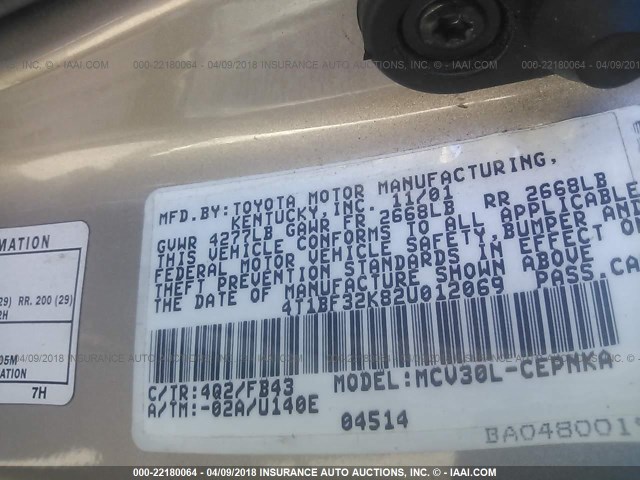 000-22180064 - 04/09/2018 INSURANCE AUTO AUCTIONS, INC. - © IAAI.COM
MFD.BY:TOYOTA MOTOR MANUFACTURING,
KENTUCKY,INC. 11/01
GVWR 4277LB GAWR FR 2668LB RR 2668LB
THIS VEHICLE CONFORMS TO ALL APPLICABLE
FEDERAL MOTOR VEHICLE SAFETY,BUMPER AND
THEFT PREVENTION STANDARDS IN EFFECT ON
THE DATE OF MANUFACTURE SHOWN ABOVE
4T1BF32K82U012069 PASS.CA
C/TR:4Q2/FB43 MODEL:MCV30L-CEPNKA
A/TM:-02A/U140E 04514
BA0480019
MATION
29) RR. 200 (29)
2H
05M
ATION
7H
000-22180064 - 04/09/2018 INSURANCE AUTO AUCTIONS, INC. - © IAAI.COM